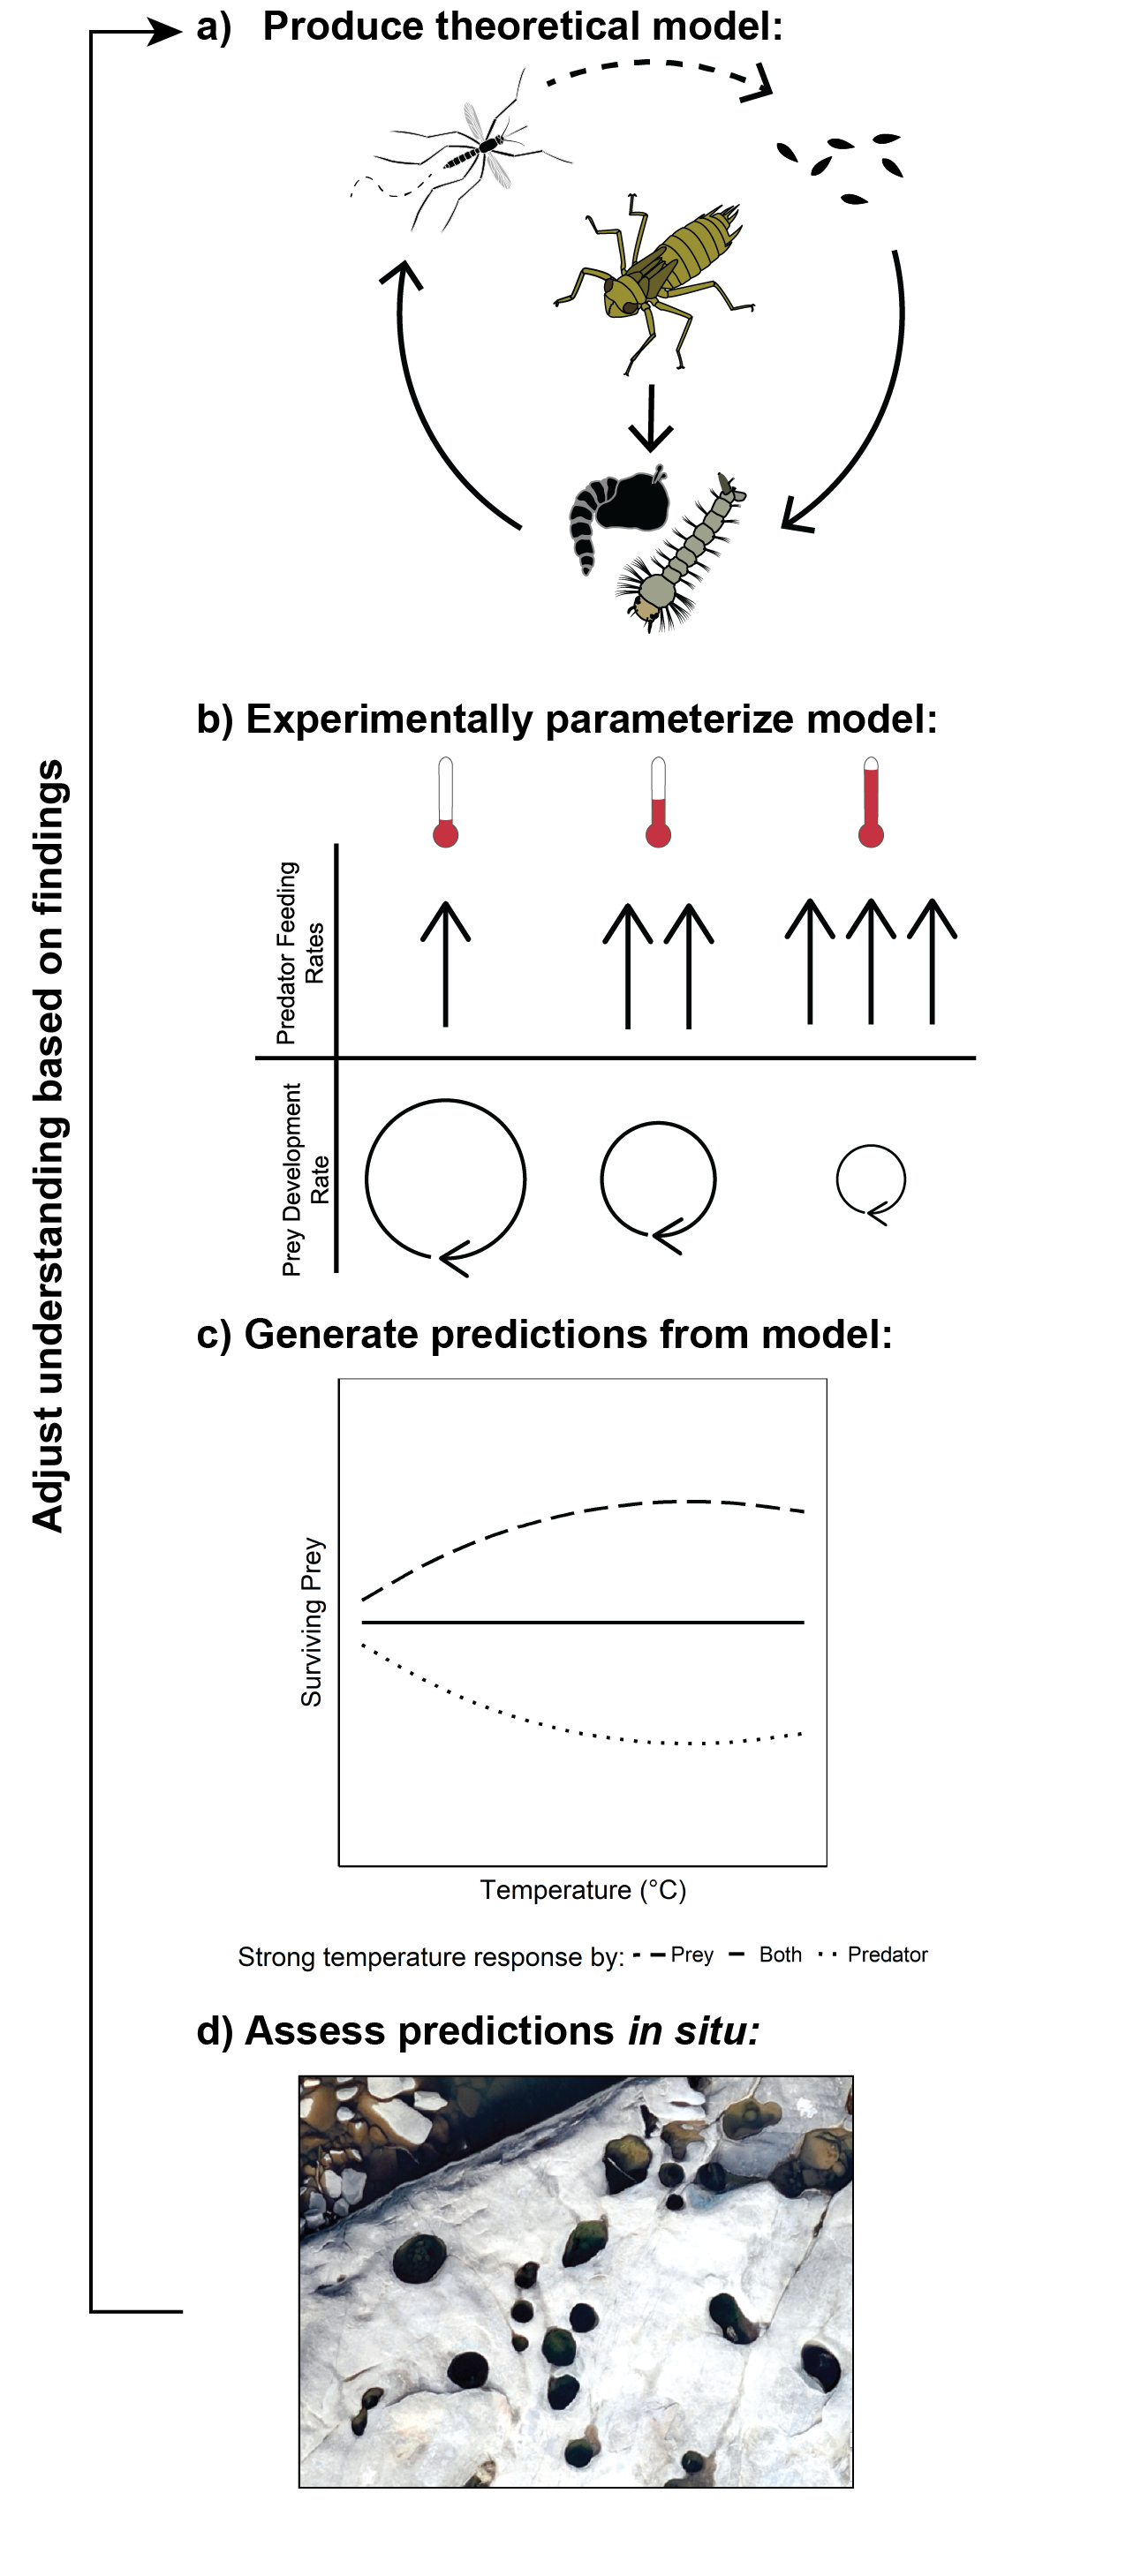 a) Produce theoretical model:
b) Experimentally parameterize model:
Predator Feeding
Rates
Prey Development
Rate
c) Generate predictions from model:
Surviving Prey
Temperature (°C)
Strong temperature response by: Prey Both Predator
d) Assess predictions in situ:
Adjust understanding based on findings